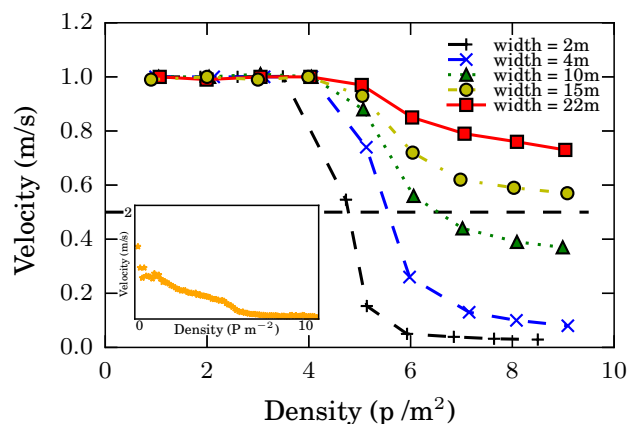 1.2
1.0
0.8
0.6
0.4
0.2
0.0
Velocity (m/s)
width = 2m
width = 4m
width = 10m
width = 15m
width = 22m
2
Velocity (m/s)
0
10
Density (P m⁻²)
0
2
4
6
8
10
Density (p /m²)